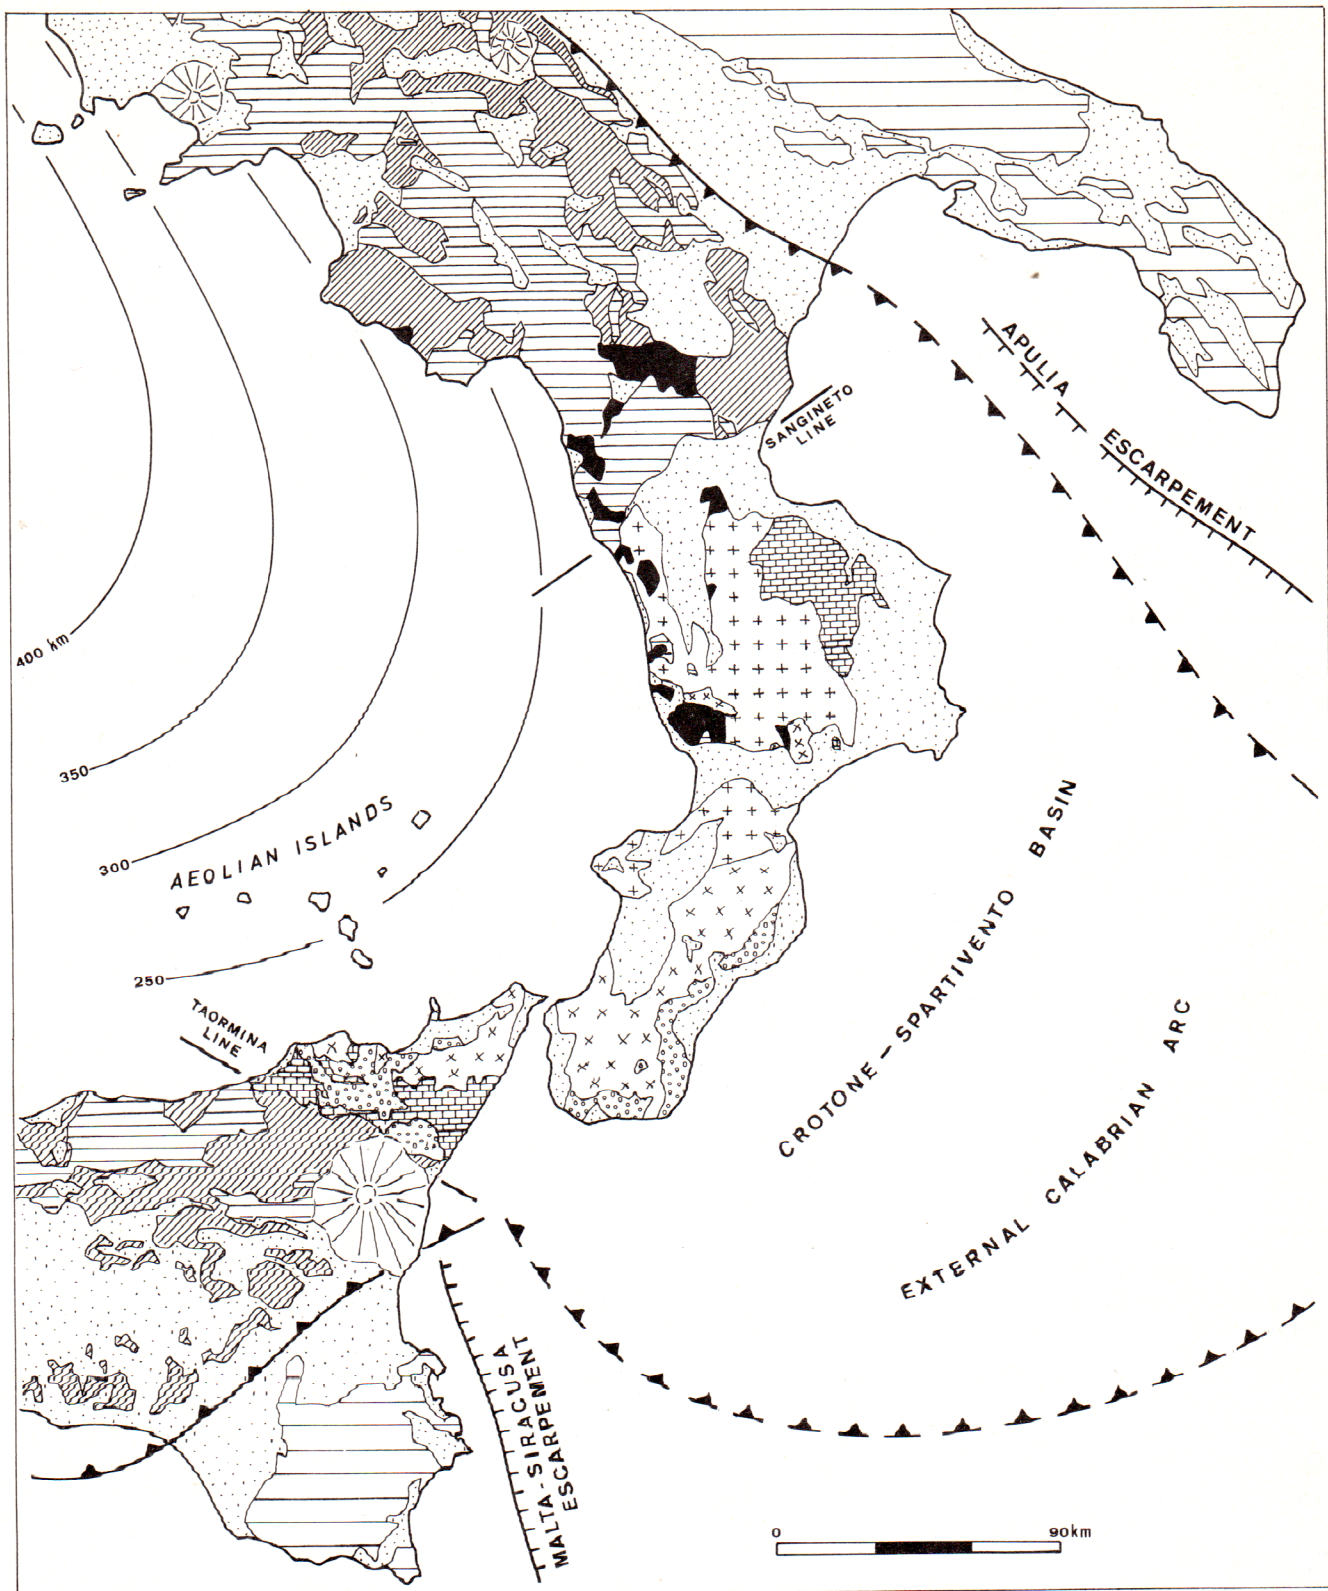 APULIA
ESCARPEMENT
SANGINETO
LINE
400 km
350
300
AEOLIAN ISLANDS
250
TAORMINA
LINE
CROTONE – SPARTIVENTO BASIN
EXTERNAL CALABRIAN ARC
MALTA - SIRACUSA
ESCARPEMENT
0 90km